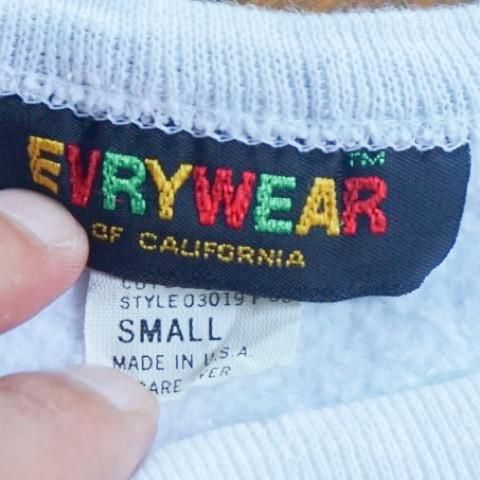 EVRYWEAR™
OF CALIFORNIA
STYLE 03019
SMALL
MADE IN U.S.A.